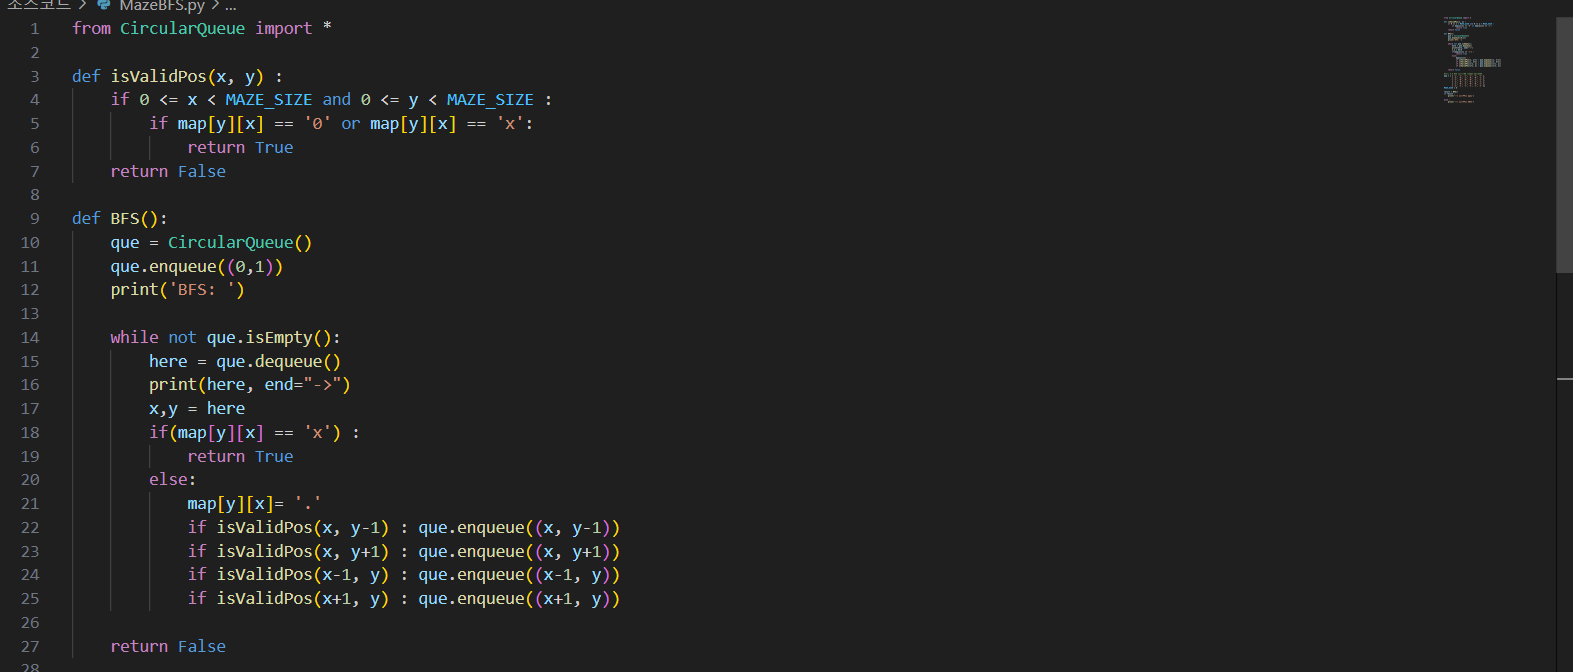 소스코드 > MazeBFS.py > ...
1 from CircularQueue import *
2
3 def isValidPos(x, y) :
4 if 0 <= x < MAZE_SIZE and 0 <= y < MAZE_SIZE :
5 if map[y][x] == '0' or map[y][x] == 'x':
6 return True
7 return False
8
9 def BFS():
10 que = CircularQueue()
11 que.enqueue((0,1))
12 print('BFS: ')
13
14 while not que.isEmpty():
15 here = que.dequeue()
16 print(here, end="->")
17 x,y = here
18 if(map[y][x] == 'x') :
19 return True
20 else:
21 map[y][x]= '.'
22 if isValidPos(x, y-1) : que.enqueue((x, y-1))
23 if isValidPos(x, y+1) : que.enqueue((x, y+1))
24 if isValidPos(x-1, y) : que.enqueue((x-1, y))
25 if isValidPos(x+1, y) : que.enqueue((x+1, y))
26
27 return False
28